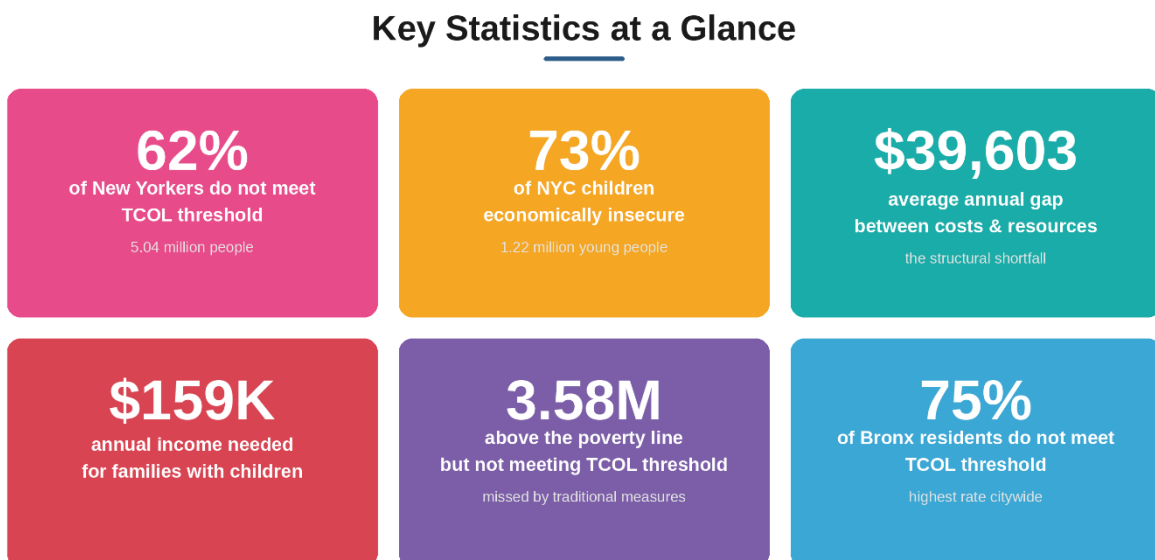 Key Statistics at a Glance
62%
of New Yorkers do not meet
TCOL threshold
5.04 million people
73%
of NYC children
economically insecure
1.22 million young people
$39,603
average annual gap
between costs & resources
the structural shortfall
$159K
annual income needed
for families with children
3.58M
above the poverty line
but not meeting TCOL threshold
missed by traditional measures
75%
of Bronx residents do not meet
TCOL threshold
highest rate citywide